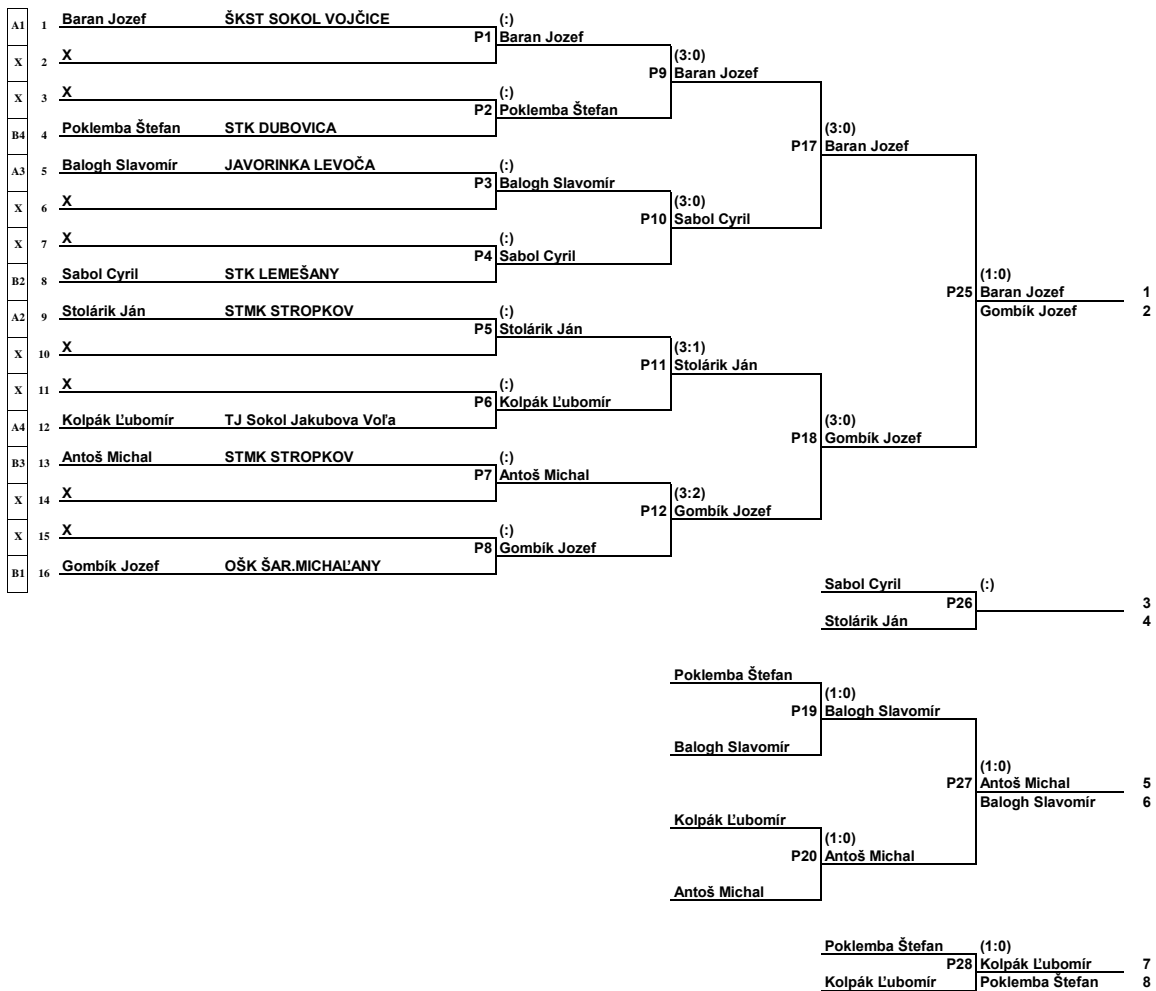 A1 1 Baran Jozef ŠKST SOKOL VOJČICE (:)
P1 Baran Jozef
X 2 X (3:0)
P9 Baran Jozef
X 3 X (:)
P2 Poklemba Štefan
B4 4 Poklemba Štefan STK DUBOVICA (3:0)
P17 Baran Jozef
A3 5 Balogh Slavomír JAVORINKA LEVOČA (:)
P3 Balogh Slavomír
X 6 X (3:0)
P10 Sabol Cyril
X 7 X (:)
P4 Sabol Cyril
B2 8 Sabol Cyril STK LEMEŠANY (1:0)
P25 Baran Jozef 1
A2 9 Stolárik Ján STMK STROPKOV (:) Gombík Jozef 2
P5 Stolárik Ján
X 10 X (3:1)
P11 Stolárik Ján
X 11 X (:)
P6 Kolpák Ľubomír
A4 12 Kolpák Ľubomír TJ Sokol Jakubova Voľa (3:0)
P18 Gombík Jozef
B3 13 Antoš Michal STMK STROPKOV (:)
P7 Antoš Michal
X 14 X (3:2)
P12 Gombík Jozef
X 15 X (:)
P8 Gombík Jozef
B1 16 Gombík Jozef OŠK ŠAR.MICHAĽANY
Sabol Cyril (:)
P26 3
Stolárik Ján 4
Poklemba Štefan
(1:0)
P19 Balogh Slavomír
Balogh Slavomír
(1:0)
P27 Antoš Michal 5
Balogh Slavomír 6
Kolpák Ľubomír
(1:0)
P20 Antoš Michal
Antoš Michal
Poklemba Štefan (1:0)
P28 Kolpák Ľubomír 7
Kolpák Ľubomír Poklemba Štefan 8